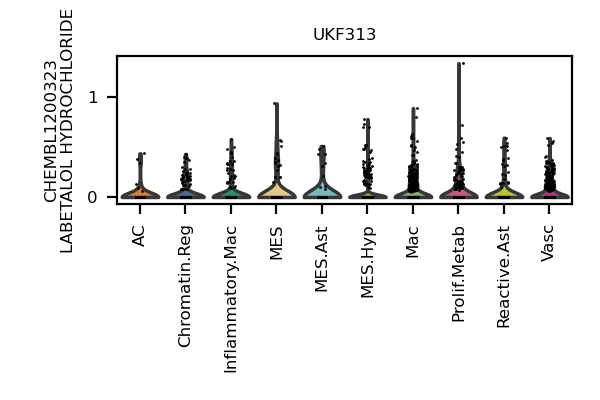 UKF313
CHEMBL1200323
LABETALOL HYDROCHLORIDE
1
0
AC
Chromatin.Reg
Inflammatory.Mac
MES
MES.Ast
MES.Hyp
Mac
Prolif.Metab
Reactive.Ast
Vasc